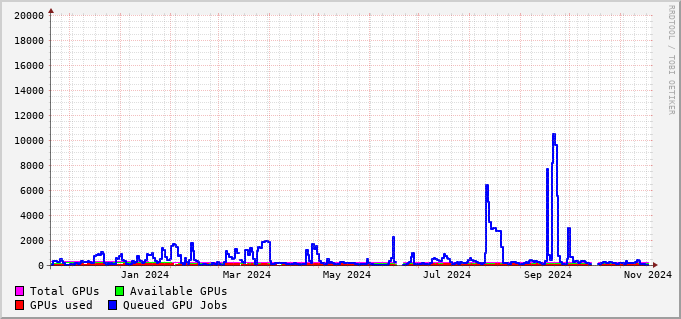 20000
18000
16000
14000
12000
10000
8000
6000
4000
2000
0
Jan 2024 Mar 2024 May 2024 Jul 2024 Sep 2024 Nov 2024
Total GPUs Available GPUs
GPUs used Queued GPU Jobs
RRDTOOL / TOBI OETIKER